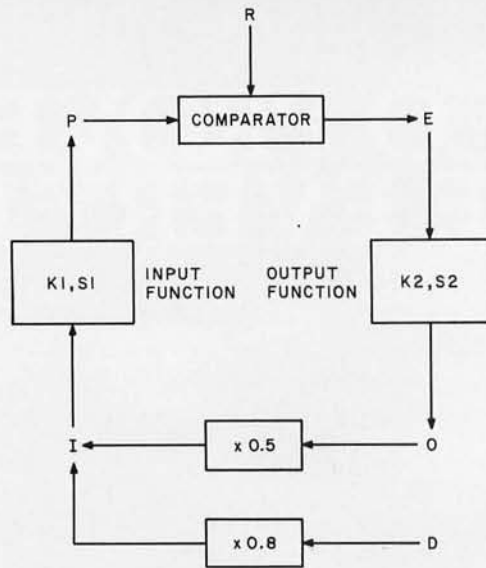 R
P
COMPARATOR
E
K1,S1
INPUT
FUNCTION
OUTPUT
FUNCTION
K2,S2
I
x 0.5
O
x 0.8
D